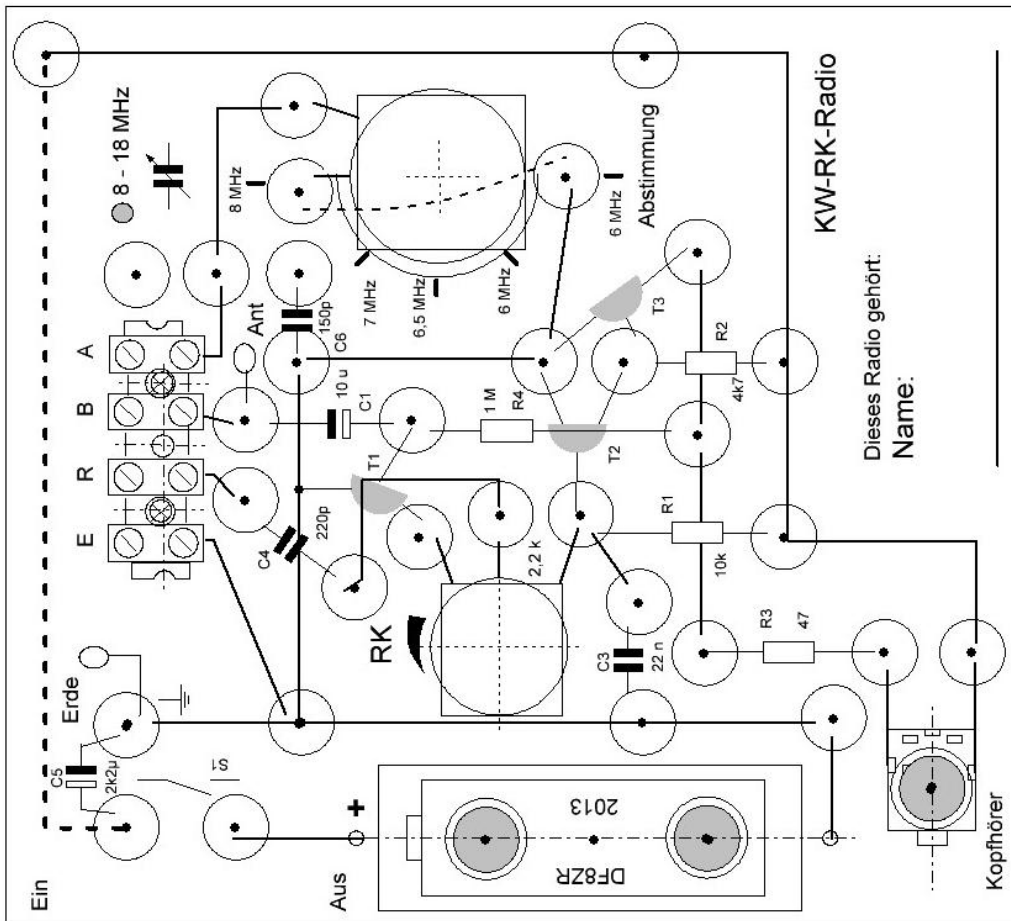 8 - 18 MHz
A
B
R
E
Ant
Erde
8 MHz
7 MHz
6,5 MHz
6 MHz
6 MHz
Abstimmung
150p
C6
10 u
C1
C4
220p
T1
1 M
R4
T2
T3
R2
4k7
R1
10k
2,2 k
RK
C3
22 n
R3
47
C5
2k2µ
S1
Ein
Aus
+
DF8ZR
2013
Kopfhörer
KW-RK-Radio
Dieses Radio gehört:
Name: